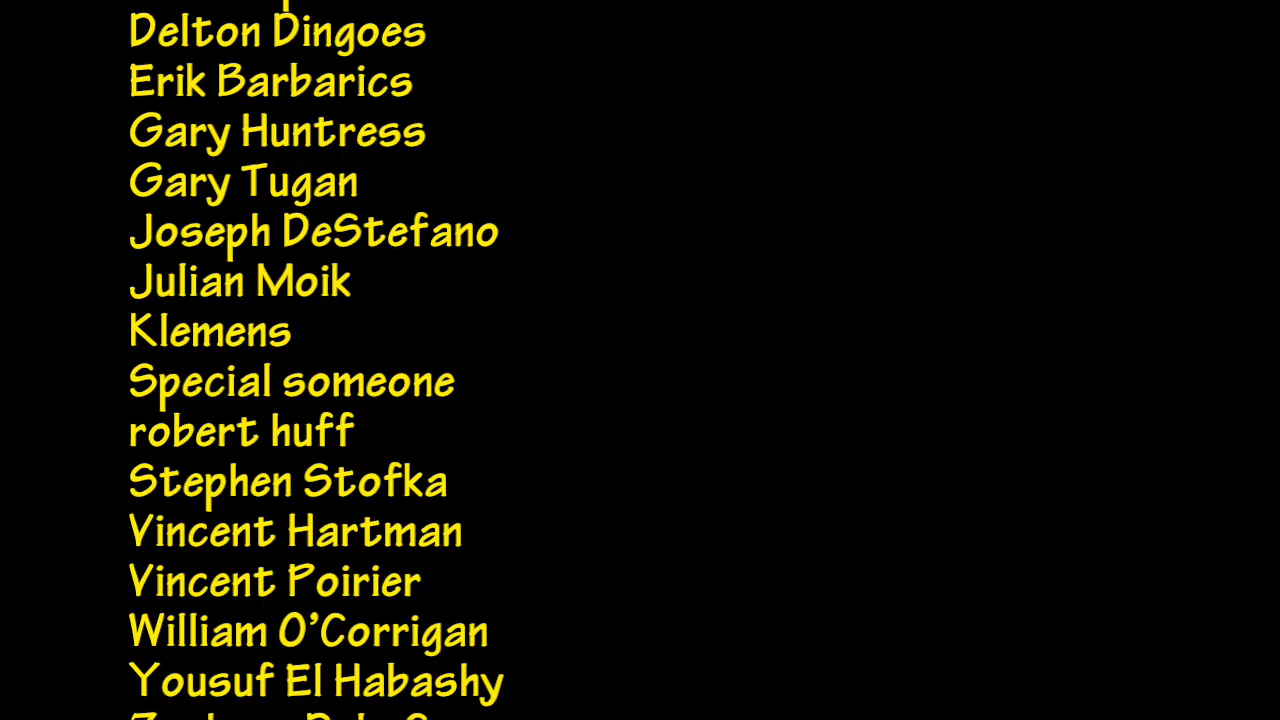 Delton Dingoes
Erik Barbarics
Gary Huntress
Gary Tugan
Joseph DeStefano
Julian Moik
Klemens
Special someone
robert huff
Stephen Stofka
Vincent Hartman
Vincent Poirier
William O'Corrigan
Yousuf El Habashy